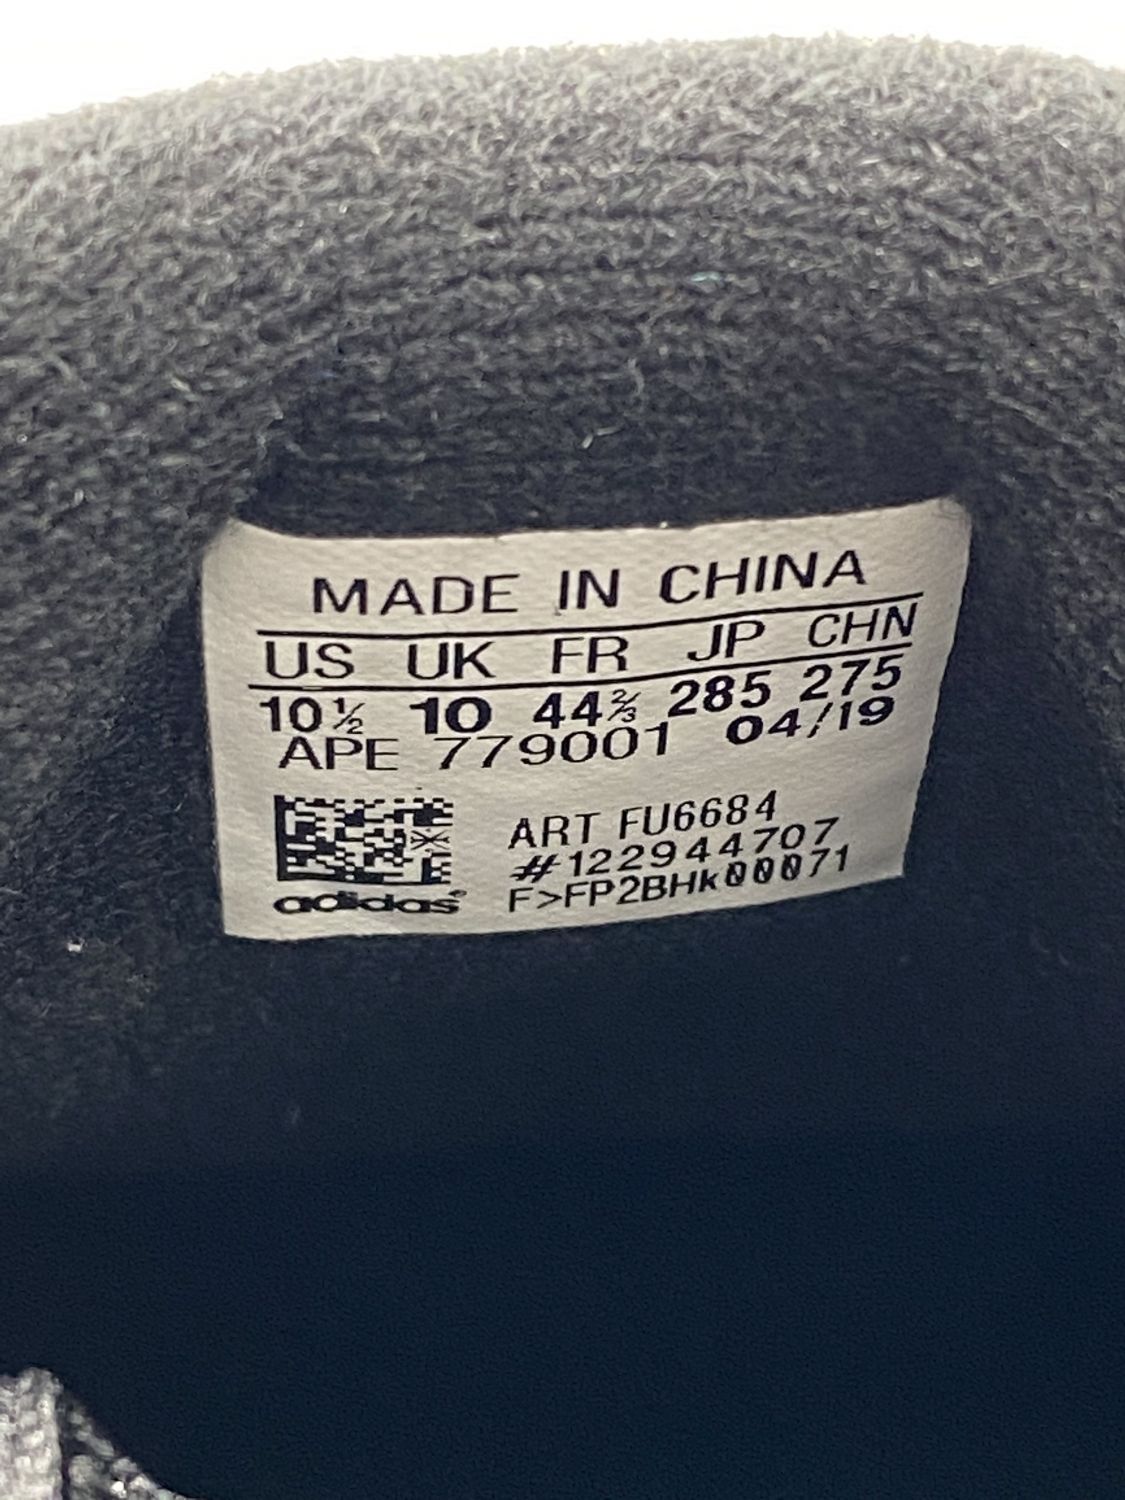 MADE IN CHINA
US UK FR JP CHN
10½ 10 44⅔ 285 275
APE 779001 04/19
ART FU6684
#122944707
F>FP2BHk00071
adidas